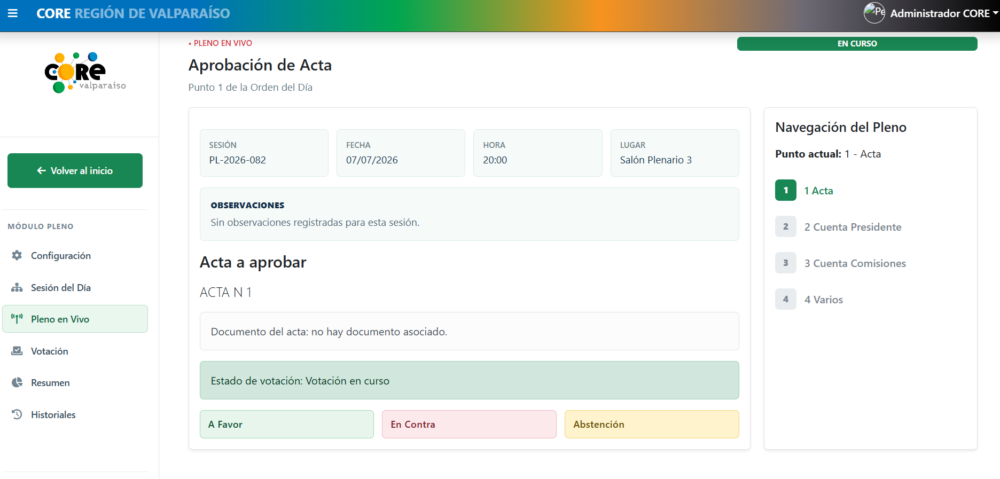 CORE REGIÓN DE VALPARAÍSO
Pe
Administrador CORE
CORE
valparaíso
Volver al inicio
MÓDULO PLENO
Configuración
Sesión del Día
Pleno en Vivo
Votación
Resumen
Historiales
• PLENO EN VIVO
EN CURSO
Aprobación de Acta
Punto 1 de la Orden del Día
SESIÓN
PL-2026-082
FECHA
07/07/2026
HORA
20:00
LUGAR
Salón Plenario 3
OBSERVACIONES
Sin observaciones registradas para esta sesión.
Acta a aprobar
ACTA N 1
Documento del acta: no hay documento asociado.
Estado de votación: Votación en curso
A Favor
En Contra
Abstención
Navegación del Pleno
Punto actual: 1 - Acta
1 1 Acta
2 2 Cuenta Presidente
3 3 Cuenta Comisiones
4 4 Varios